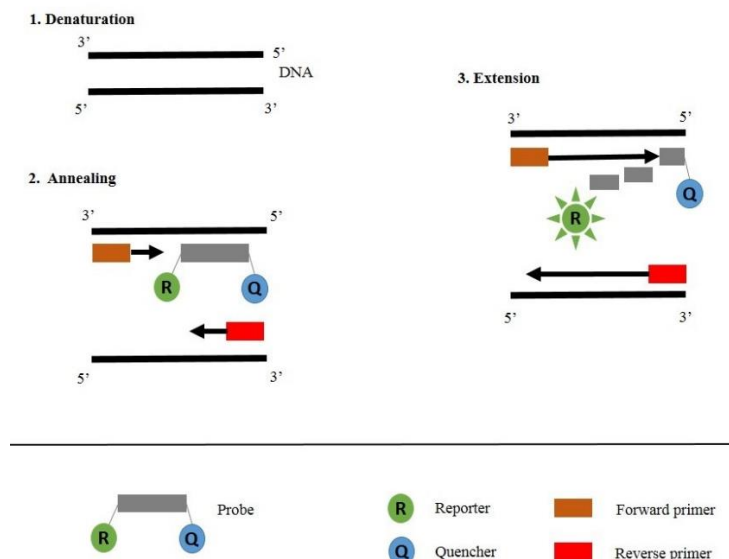 1. Denaturation
3’
5’
DNA
5’
3’
2. Annealing
3’
5’
R
Q
5’
3’
3. Extension
3’
5’
Q
R
5’
3’
R
Q
Probe
R
Reporter
Forward primer
Q
Quencher
Reverse primer